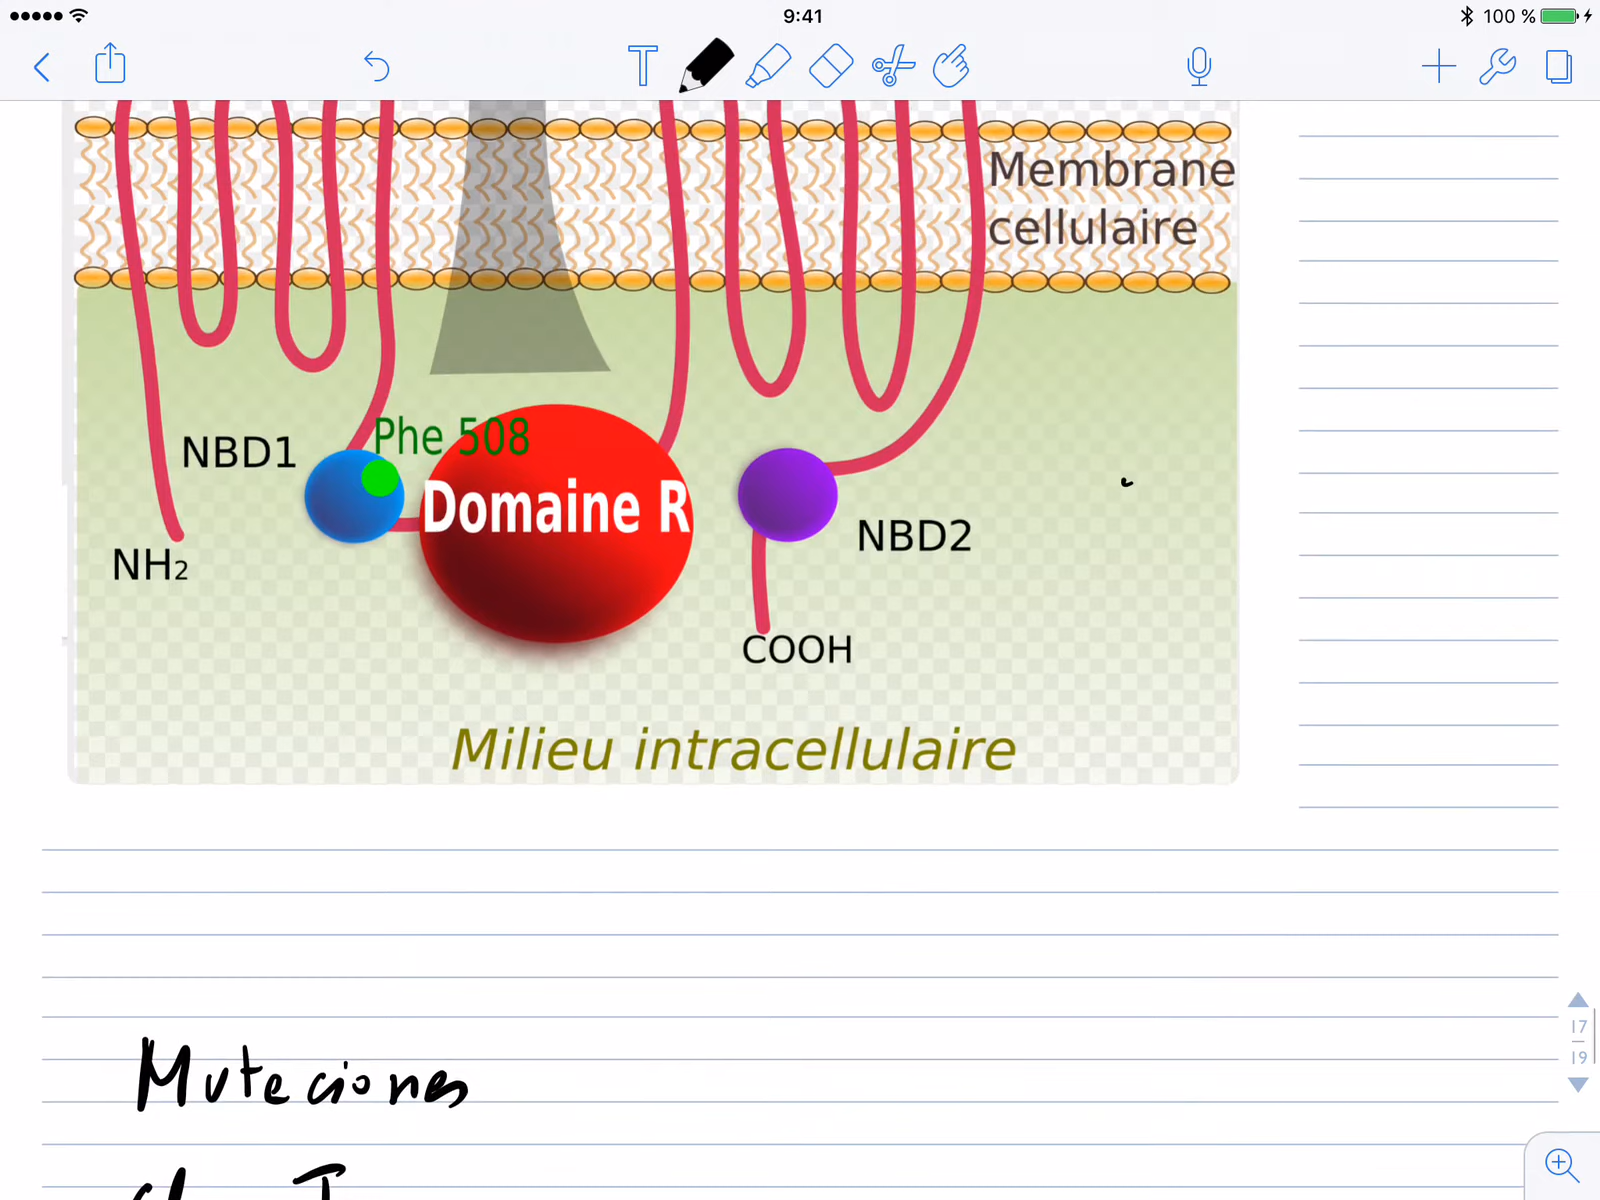 9:41
100 %
T
Membrane
cellulaire
Phe 508
NBD1
Domaine R
NBD2
NH2
COOH
Milieu intracellulaire
17
19
Mutaciones